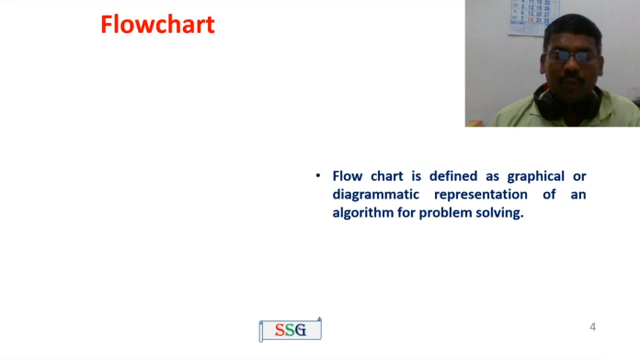 Flowchart
• Flow chart is defined as graphical or
diagrammatic representation of an
algorithm for problem solving.
SSG
4